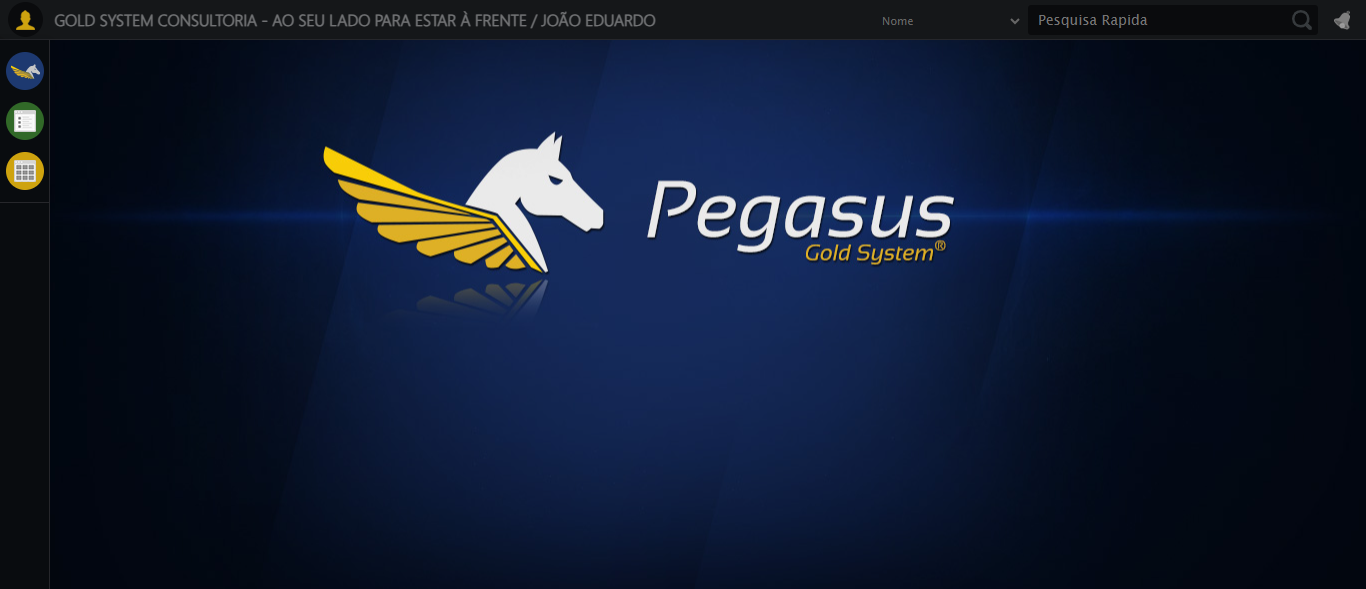 GOLD SYSTEM CONSULTORIA - AO SEU LADO PARA ESTAR À FRENTE / JOÃO EDUARDO
Nome
Pesquisa Rapida
Pegasus
Gold System®